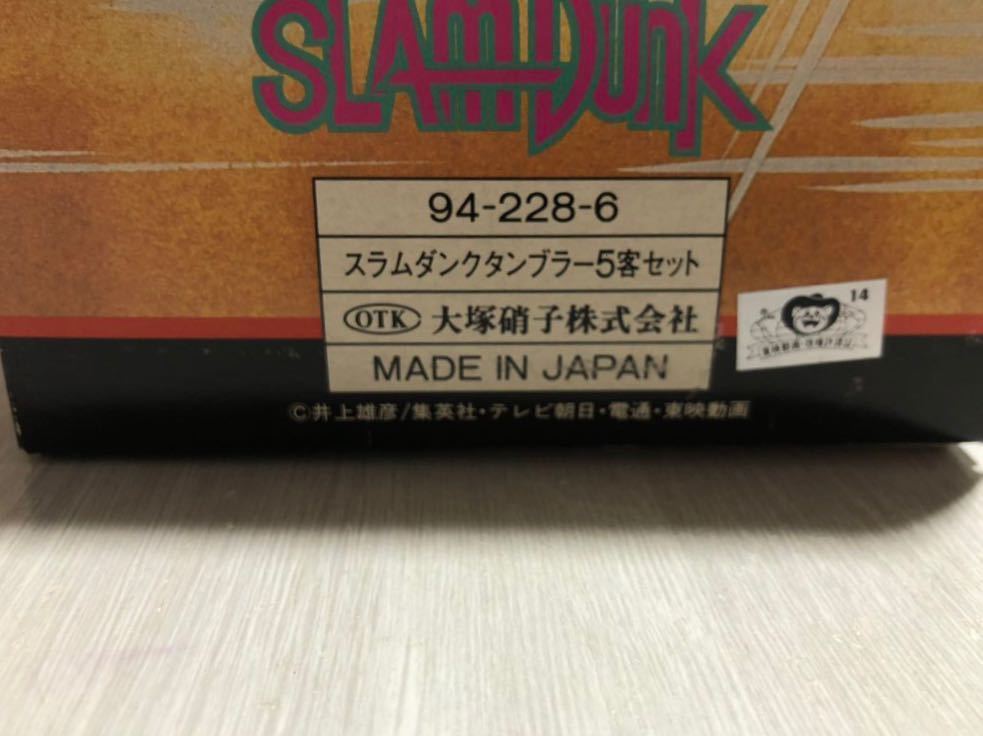 SLAM DUNK
94-228-6
スラムダンクタンブラー5客セット
OTK 大塚硝子株式会社
MADE IN JAPAN
©井上雄彦/集英社・テレビ朝日・電通・東映動画
14